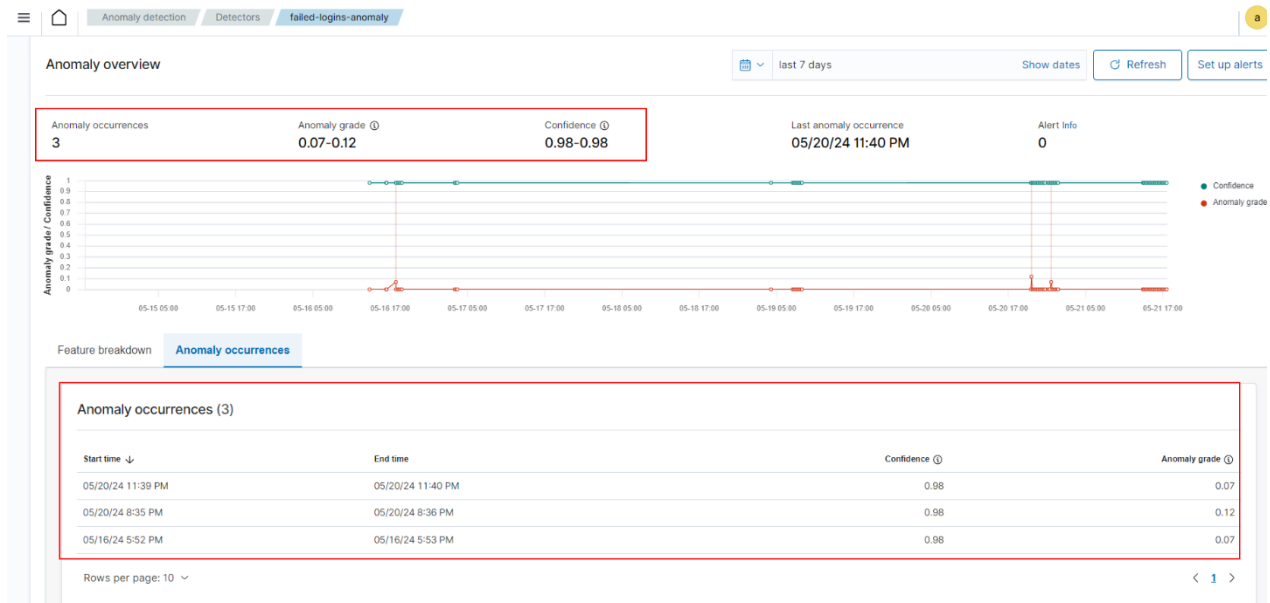 Anomaly detection Detectors failed-logins-anomaly a
Anomaly overview last 7 days Show dates Refresh Set up alerts
Anomaly occurrences Anomaly grade Confidence Last anomaly occurrence Alert Info
3 0.07-0.12 0.98-0.98 05/20/24 11:40 PM 0
Anomaly grade / Confidence
1
0.9
0.8
0.7
0.6
0.5
0.4
0.3
0.2
0.1
0
Confidence
Anomaly grade
05-15 05:00 05-15 17:00 05-16 05:00 05-16 17:00 05-17 05:00 05-17 17:00 05-18 05:00 05-18 17:00 05-19 05:00 05-19 17:00 05-20 05:00 05-20 17:00 05-21 05:00 05-21 17:00
Feature breakdown Anomaly occurrences
Anomaly occurrences (3)
Start time End time Confidence Anomaly grade
05/20/24 11:39 PM 05/20/24 11:40 PM 0.98 0.07
05/20/24 8:35 PM 05/20/24 8:36 PM 0.98 0.12
05/16/24 5:52 PM 05/16/24 5:53 PM 0.98 0.07
Rows per page: 10 1